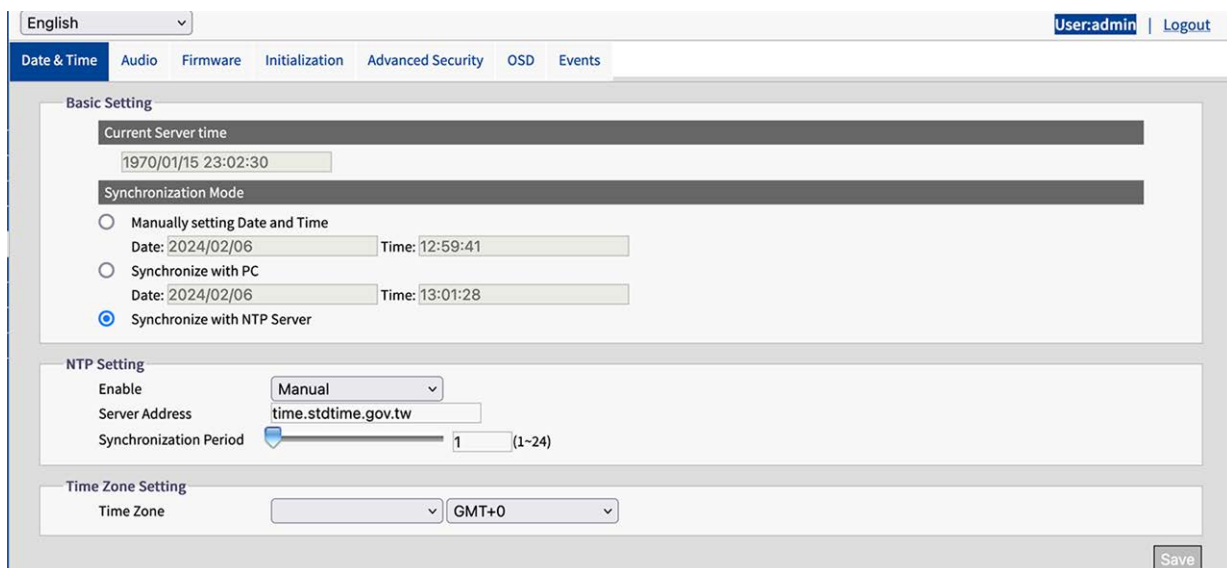 English User:admin | Logout
Date & Time Audio Firmware Initialization Advanced Security OSD Events
Basic Setting
Current Server time
1970/01/15 23:02:30
Synchronization Mode
Manually setting Date and Time
Date: 2024/02/06 Time: 12:59:41
Synchronize with PC
Date: 2024/02/06 Time: 13:01:28
Synchronize with NTP Server
NTP Setting
Enable Manual
Server Address time.stdtime.gov.tw
Synchronization Period 1 (1~24)
Time Zone Setting
Time Zone GMT+0
Save